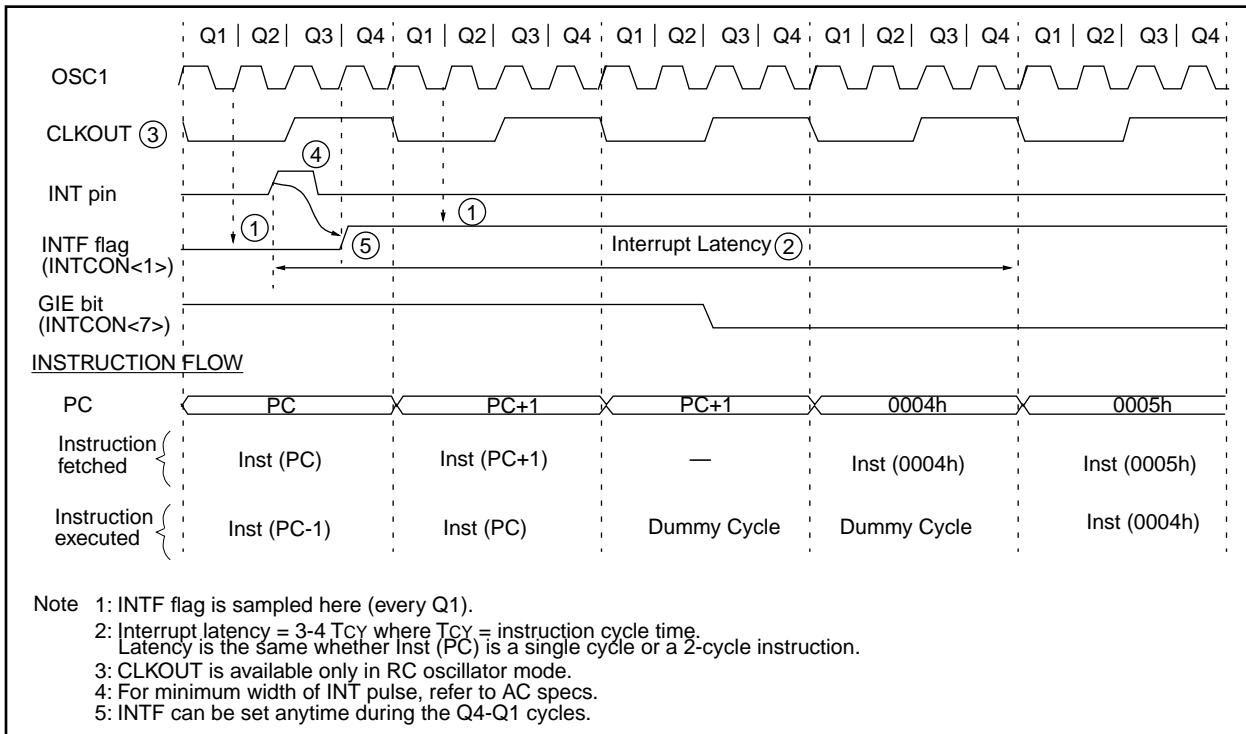 Q1 | Q2 | Q3 | Q4 Q1 | Q2 | Q3 | Q4 Q1 | Q2 | Q3 | Q4 Q1 | Q2 | Q3 | Q4 Q1 | Q2 | Q3 | Q4
OSC1
CLKOUT 3
4
INT pin
1 1
INTF flag
(INTCON<1>)
5
Interrupt Latency 2
GIE bit
(INTCON<7>)
INSTRUCTION FLOW
PC PC PC+1 PC+1 0004h 0005h
Instruction
fetched
Inst (PC) Inst (PC+1) — Inst (0004h) Inst (0005h)
Instruction
executed
Inst (PC-1) Inst (PC) Dummy Cycle Dummy Cycle Inst (0004h)
Note 1: INTF flag is sampled here (every Q1).
2: Interrupt latency = 3-4 TCY where TCY = instruction cycle time.
Latency is the same whether Inst (PC) is a single cycle or a 2-cycle instruction.
3: CLKOUT is available only in RC oscillator mode.
4: For minimum width of INT pulse, refer to AC specs.
5: INTF can be set anytime during the Q4-Q1 cycles.